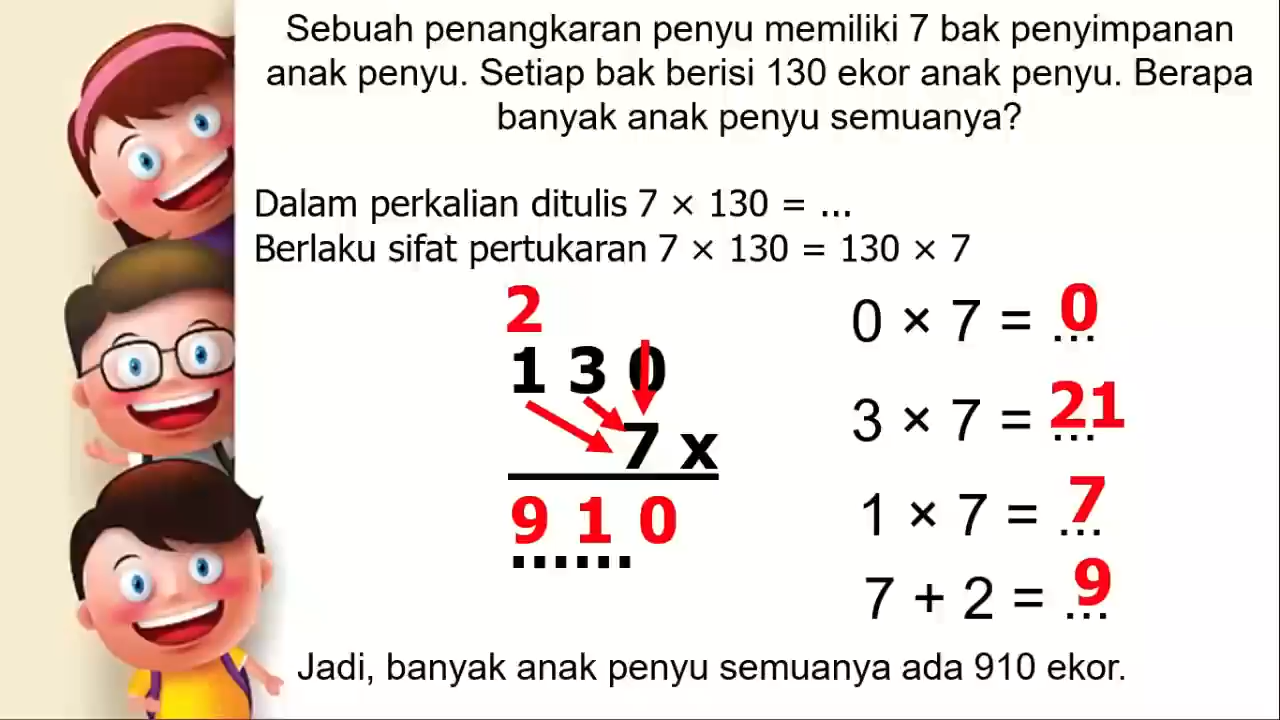 Sebuah penangkaran penyu memiliki 7 bak penyimpanan
anak penyu. Setiap bak berisi 130 ekor anak penyu. Berapa
banyak anak penyu semuanya?
Dalam perkalian ditulis 7 × 130 = ...
Berlaku sifat pertukaran 7 × 130 = 130 × 7
2
1 3 0
7 x
9 1 0
......
0 × 7 = 0
...
3 × 7 = 21
...
1 × 7 = 7
...
7 + 2 = 9
...
Jadi, banyak anak penyu semuanya ada 910 ekor.